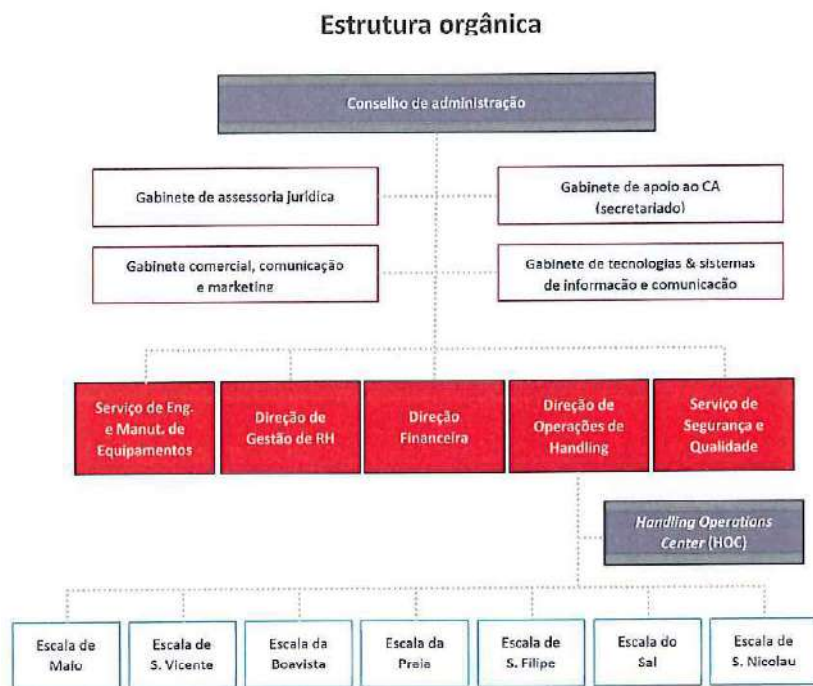 Estrutura orgânica
Conselho de administração
Gabinete de assessoria jurídica
Gabinete de apoio ao CA
(secretariado)
Gabinete comercial, comunicação
e marketing
Gabinete de tecnologias & sistemas
de informação e comunicação
Serviço de Eng.
e Manut. de
Equipamentos
Direção de
Gestão de RH
Direção
Financeira
Direção de
Operações de
Handling
Serviço de
Segurança e
Qualidade
Handling Operations
Center (HOC)
Escala de
Maio
Escala de
S. Vicente
Escala da
Boavista
Escala da
Praia
Escala de
S. Filipe
Escala do
Sal
Escala de
S. Nicolau